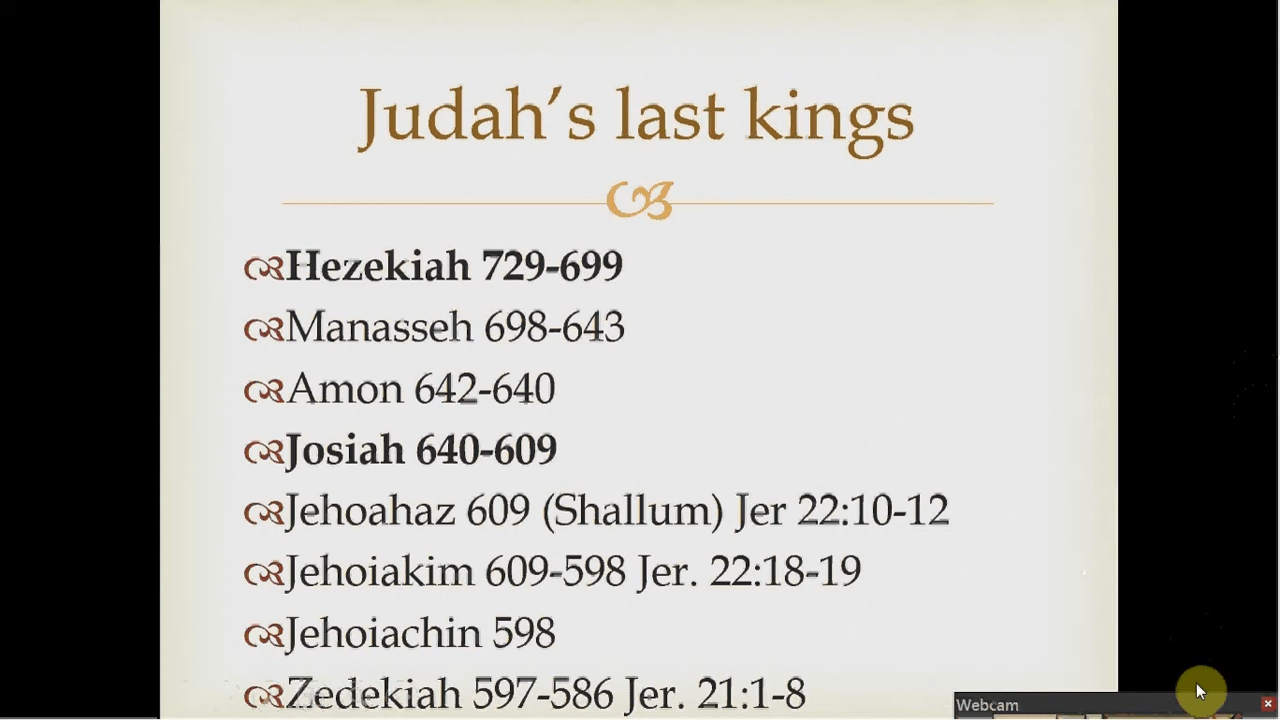 Judah's last kings
Hezekiah 729-699
Manasseh 698-643
Amon 642-640
Josiah 640-609
Jehoahaz 609 (Shallum) Jer 22:10-12
Jehoiakim 609-598 Jer. 22:18-19
Jehoiachin 598
Zedekiah 597-586 Jer. 21:1-8
Webcam